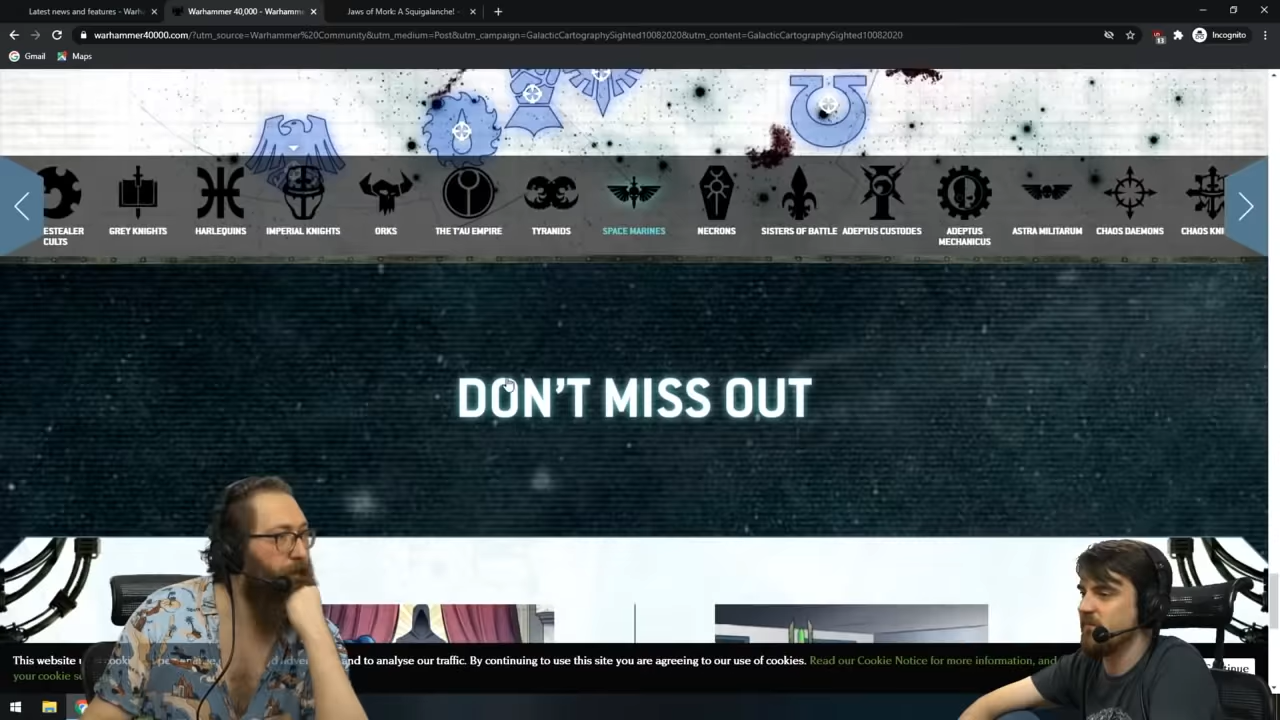 Latest news and features - Warh
Warhammer 40,000 - Warhamm
Jaws of Mork: A Squigalanche! -
warhammer40000.com/?utm_source=Warhammer%20Community&utm_medium=Post&utm_campaign=GalacticCartographySighted10082020&utm_content=GalacticCartographySighted10082020
13
Incognito
Gmail
Maps
ESTEALER
CULTS
GREY KNIGHTS
HARLEQUINS
IMPERIAL KNIGHTS
ORKS
THE T'AU EMPIRE
TYRANIDS
SPACE MARINES
NECRONS
SISTERS OF BATTLE
ADEPTUS CUSTODES
ADEPTUS
MECHANICUS
ASTRA MILITARUM
CHAOS DAEMONS
CHAOS KNI
DON'T MISS OUT
This website
and to analyse our traffic. By continuing to use this site you are agreeing to our use of cookies. Read our Cookie Notice for more information, and
your cookie